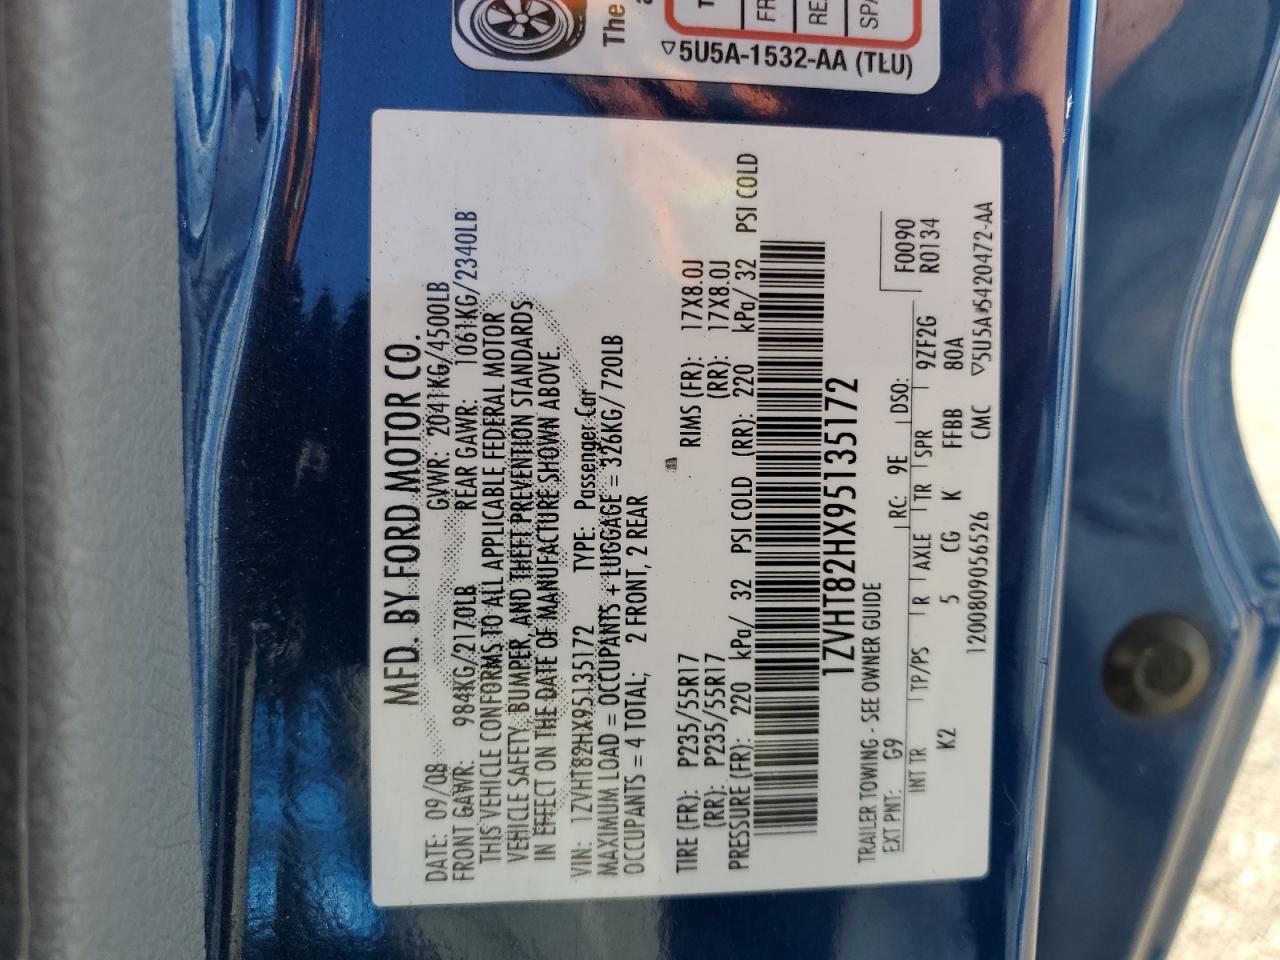 The
5U5A-1532-AA (TLU)
MFD. BY FORD MOTOR CO.
DATE: 09/08 GVWR: 2041KG/4500LB
FRONT GAWR: 984KG/2170LB REAR GAWR: 1061KG/2340LB
THIS VEHICLE CONFORMS TO ALL APPLICABLE FEDERAL MOTOR
VEHICLE SAFETY, BUMPER, AND THEFT PREVENTION STANDARDS
IN EFFECT ON THE DATE OF MANUFACTURE SHOWN ABOVE.
VIN: 1ZVHT82HX95135172 TYPE: Passenger Car
MAXIMUM LOAD = OCCUPANTS + LUGGAGE = 326KG/720LB
OCCUPANTS = 4 TOTAL; 2 FRONT, 2 REAR
TIRE (FR): P235/55R17 RIMS (FR): 17X8.0J
(RR): P235/55R17 (RR): 17X8.0J
PRESSURE (FR): 220 kPa/ 32 PSI COLD (RR): 220 kPa/ 32 PSI COLD
1ZVHT82HX95135172
TRAILER TOWING - SEE OWNER GUIDE F0090
EXT PNT: G9 RC: 9E DSO: R0134
INT TR TP/PS R AXLE TR SPR 9ZF2G
K2 5 CG K FFBB 80A
1200809056526 CMC ▽5U5A-5420472-AA